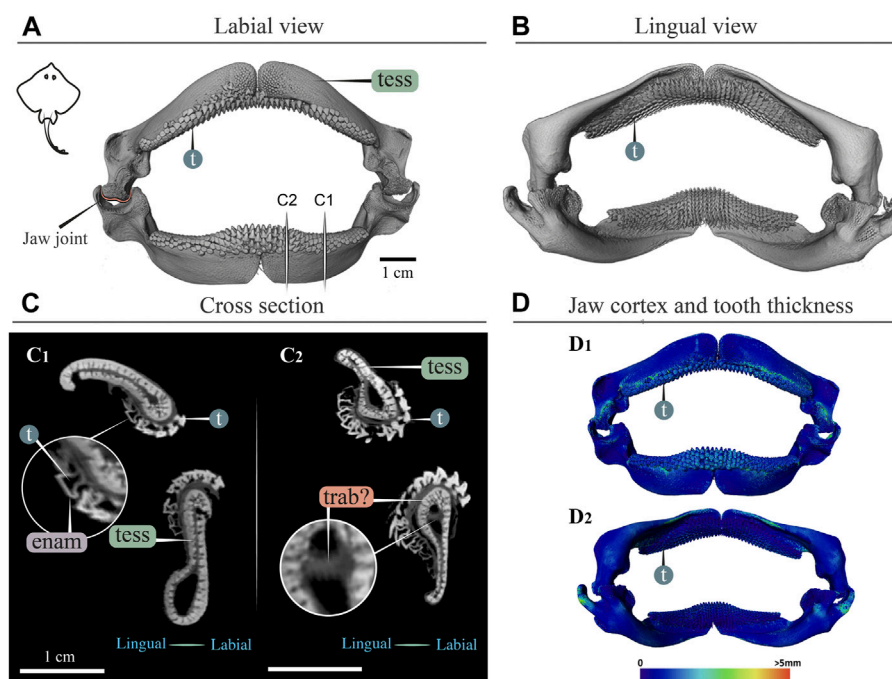 A
Labial view
tess
t
C2
C1
Jaw joint
1 cm
B
Lingual view
t
C
Cross section
C1
t
enam
tess
t
1 cm
Lingual
Labial
C2
tess
t
trab?
Lingual
Labial
D
Jaw cortex and tooth thickness
D1
t
D2
t
0
>5mm